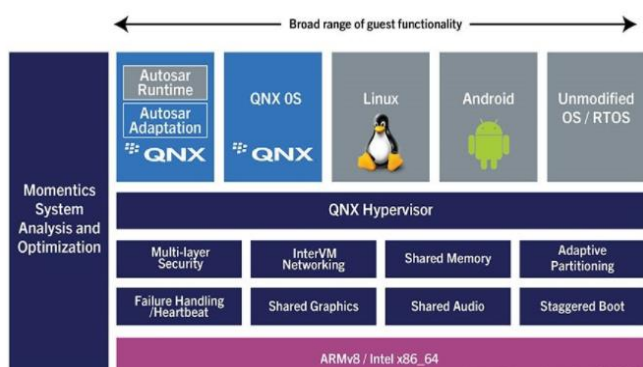 Broad range of guest functionality
Momentics
System
Analysis and
Optimization
Autosar
Runtime
Autosar
Adaptation
QNX
QNX OS
QNX
Linux
Android
Unmodified
OS / RTOS
QNX Hypervisor
Multi-layer
Security
InterVM
Networking
Shared Memory
Adaptive
Partitioning
Failure Handling
/Heartbeat
Shared Graphics
Shared Audio
Staggered Boot
ARMv8 / Intel x86_64